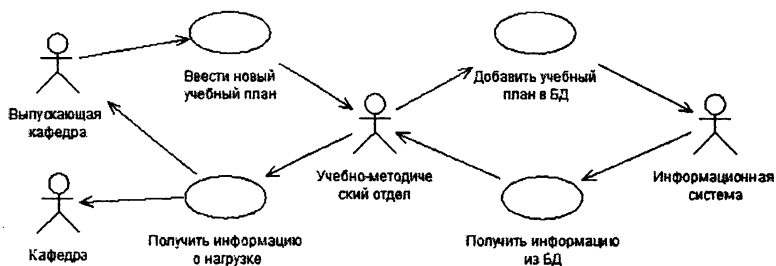 Ввести новый
учебный план
Добавить учебный
план в БД
Выпускающая
кафедра
Учебно-методиче
ский отдел
Информационная
система
Кафедра
Получить информацию
о нагрузке
Получить информацию
из БД